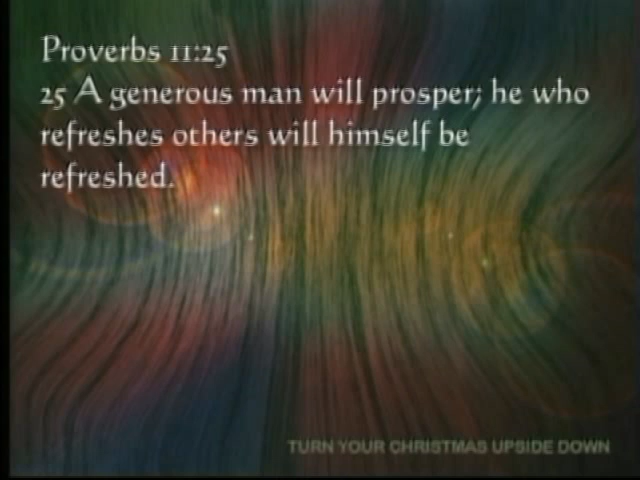 Proverbs 11:25
25 A generous man will prosper; he who
refreshes others will himself be
refreshed.
TURN YOUR CHRISTMAS UPSIDE DOWN